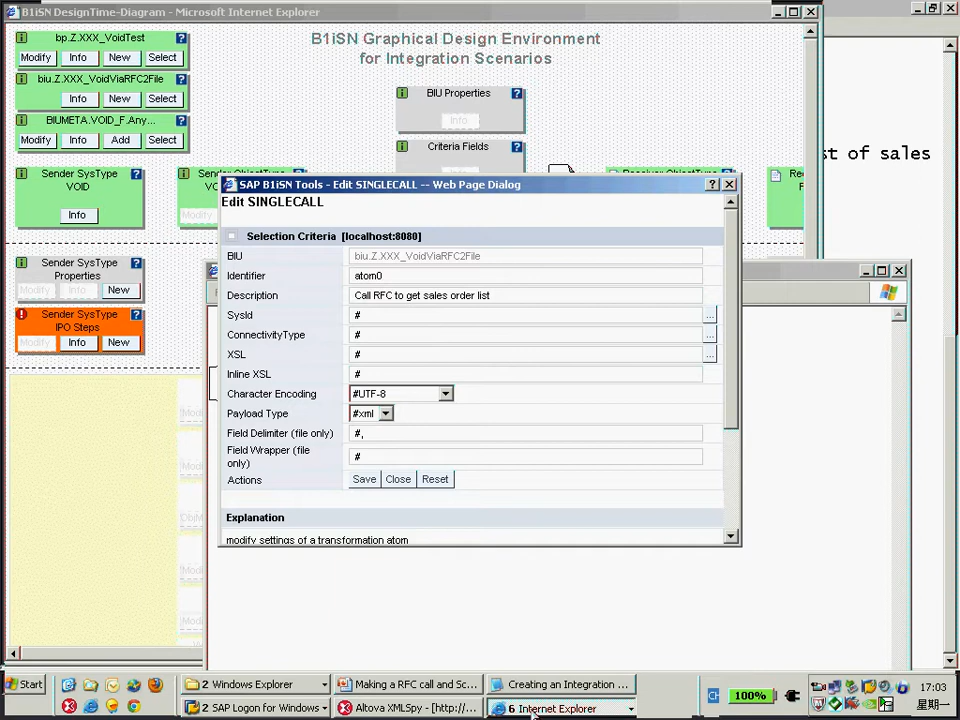 B1iSN DesignTime-Diagram - Microsoft Internet Explorer
bp.Z.XXX_VoidTest
Modify Info New Select
biu.Z.XXX_VoidViaRFC2File
Info New Select
BIUMETA.VOID_F.Any...
Modify Info Add Select
B1iSN Graphical Design Environment
for Integration Scenarios
BIU Properties
Info
Criteria Fields
st of sales
Sender SysType
VOID
Info
Sender ObjectType
Receiver ObjectType
Sender SysType
Properties
Modify Info New
Sender SysType
IPO Steps
Modify Info New
SAP B1iSN Tools - Edit SINGLECALL -- Web Page Dialog
Edit SINGLECALL
Selection Criteria [localhost:8080]
BIU biu.Z.XXX_VoidViaRFC2File
Identifier atom0
Description Call RFC to get sales order list
SysId # ...
ConnectivityType # ...
XSL # ...
Inline XSL #
Character Encoding #UTF-8
Payload Type #xml
Field Delimiter (file only) #,
Field Wrapper (file
only) #
Actions Save Close Reset
Explanation
modify settings of a transformation atom
Start
2 Windows Explorer
Making a RFC call and Sc...
Creating an Integration ...
2 SAP Logon for Windows
Altova XMLSpy - [http://...
6 Internet Explorer
100%
17:03
星期一